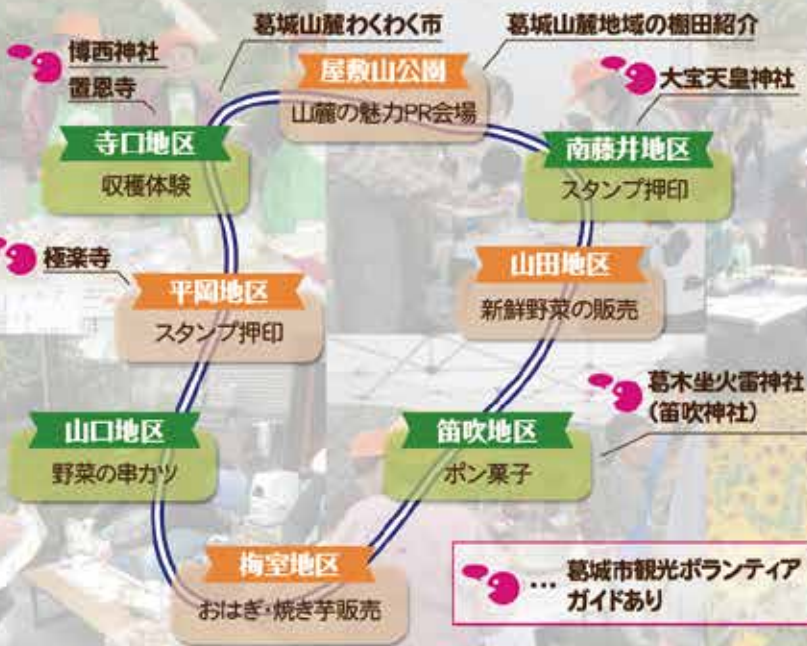 葛城山麓わくわく市
葛城山麓地域の棚田紹介
博西神社
置恩寺
屋敷山公園
山麓の魅力PR会場
大宝天皇神社
寺口地区
収穫体験
南藤井地区
スタンプ押印
極楽寺
平岡地区
スタンプ押印
山田地区
新鮮野菜の販売
葛木坐火雷神社
(笛吹神社)
山口地区
野菜の串カツ
笛吹地区
ポン菓子
梅室地区
おはぎ・焼き芋販売
… 葛城市観光ボランティア
ガイドあり